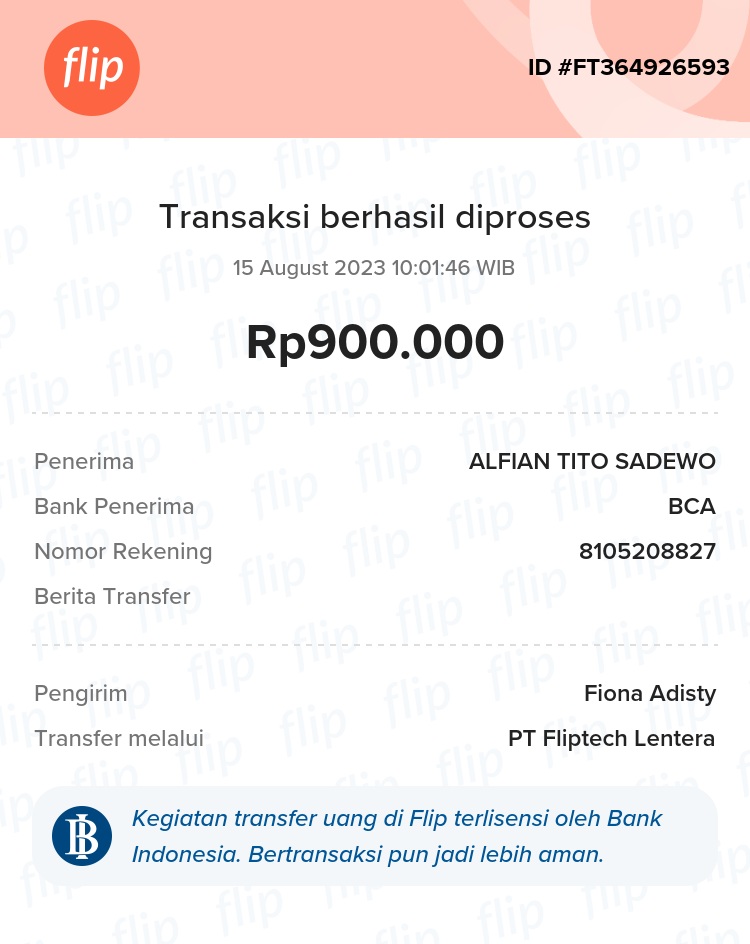 flip
ID #FT364926593
Transaksi berhasil diproses
15 August 2023 10:01:46 WIB
Rp900.000
Penerima ALFIAN TITO SADEWO
Bank Penerima BCA
Nomor Rekening 8105208827
Berita Transfer
Pengirim Fiona Adisty
Transfer melalui PT Fliptech Lentera
Kegiatan transfer uang di Flip terlisensi oleh Bank
Indonesia. Bertransaksi pun jadi lebih aman.